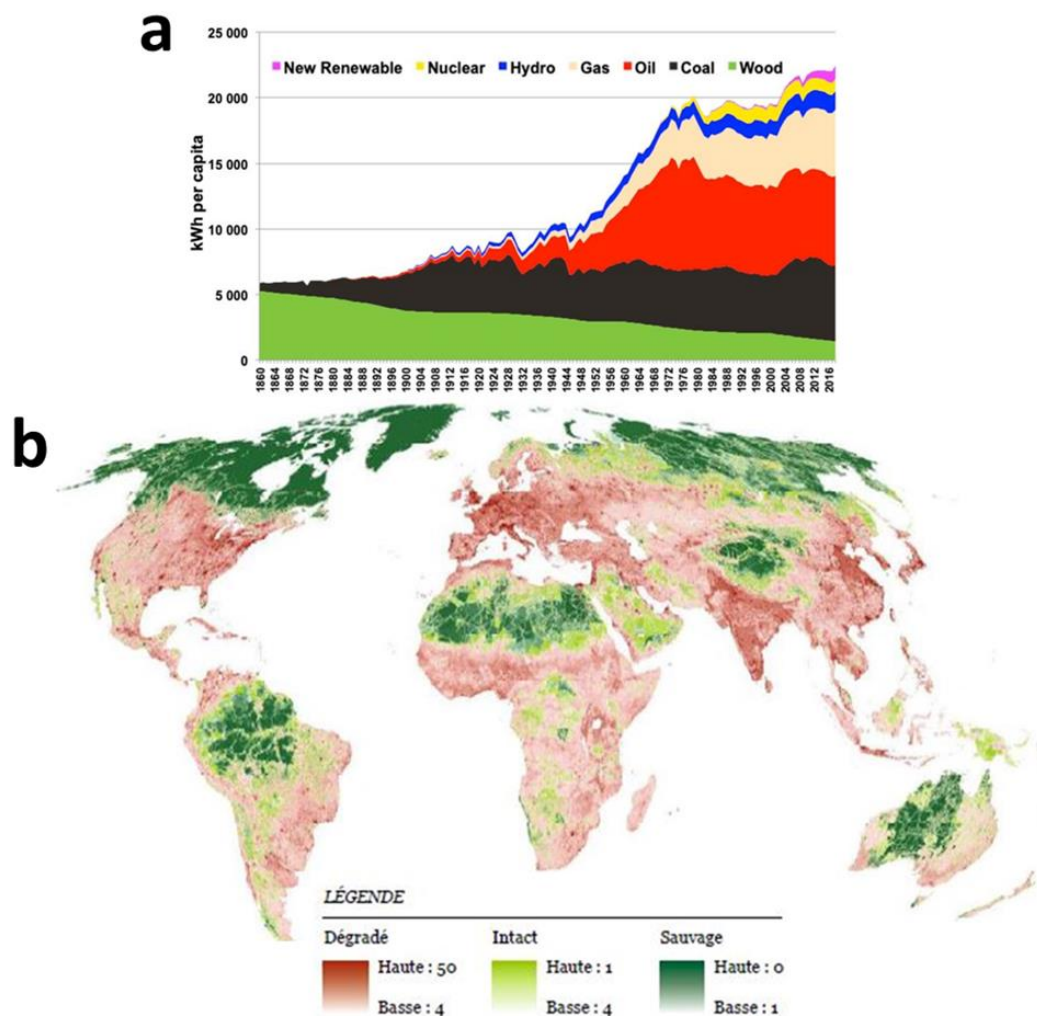 a
25 000
New Renewable Nuclear Hydro Gas Oil Coal Wood
20 000
15 000
10 000
5 000
0
kWh per capita
1860 1864 1868 1872 1876 1880 1884 1888 1892 1896 1900 1904 1908 1912 1916 1920 1924 1928 1932 1936 1940 1944 1948 1952 1956 1960 1964 1968 1972 1976 1980 1984 1988 1992 1996 2000 2004 2008 2012 2016
b
LÉGENDE
Dégradé Intact Sauvage
Haute : 50 Haute : 1 Haute : 0
Basse : 4 Basse : 4 Basse : 1